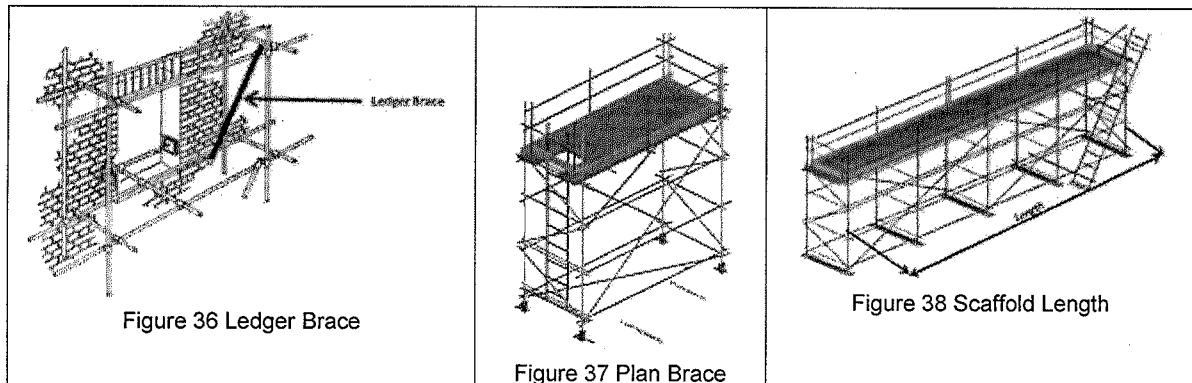 Ledger Brace
Figure 36 Ledger Brace
Figure 37 Plan Brace
Length
Figure 38 Scaffold Length